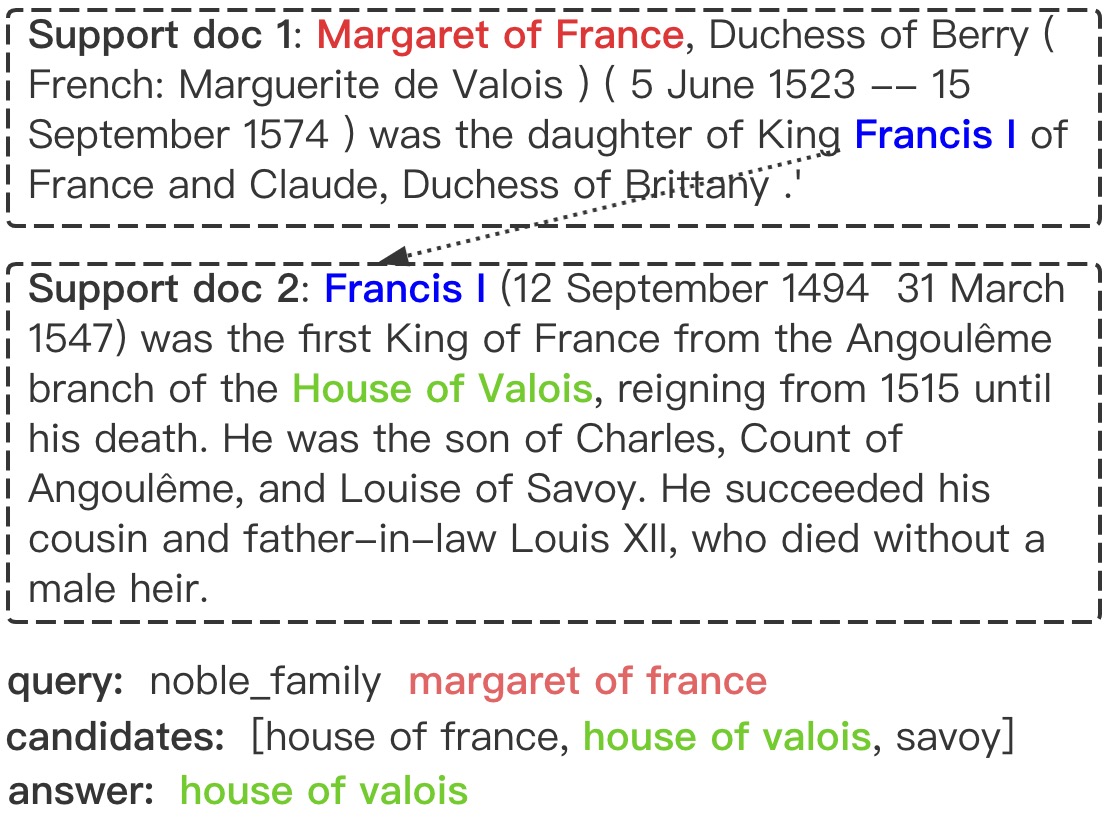 Support doc 1: Margaret of France, Duchess of Berry (
French: Marguerite de Valois ) ( 5 June 1523 –– 15
September 1574 ) was the daughter of King Francis I of
France and Claude, Duchess of Brittany .'
Support doc 2: Francis I (12 September 1494  31 March
1547) was the first King of France from the Angoulême
branch of the House of Valois, reigning from 1515 until
his death. He was the son of Charles, Count of
Angoulême, and Louise of Savoy. He succeeded his
cousin and father–in–law Louis XII, who died without a
male heir.
query: noble_family margaret of france
candidates: [house of france, house of valois, savoy]
answer: house of valois